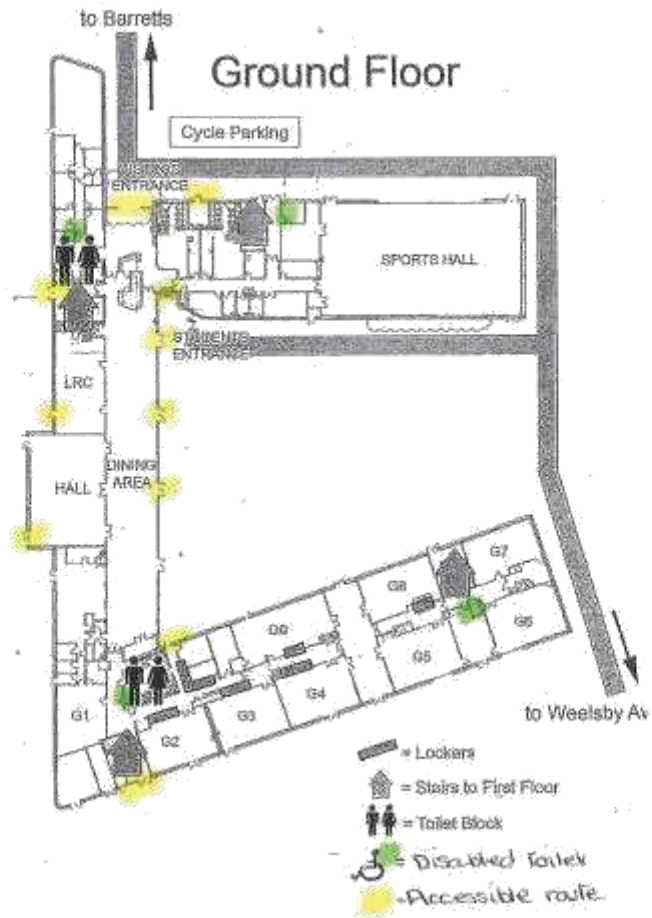 to Barretts
Ground Floor
Cycle Parking
ENTRANCE
SPORTS HALL
STUDENTS
ENTRANCE
LRC
DINING
AREA
HALL
G7
G8
G9
G6
G5
G4
G3
G2
G1
to Weelsby Av
= Lockers
= Stairs to First Floor
= Toilet Block
= Disabled Toilet
= Accessible route